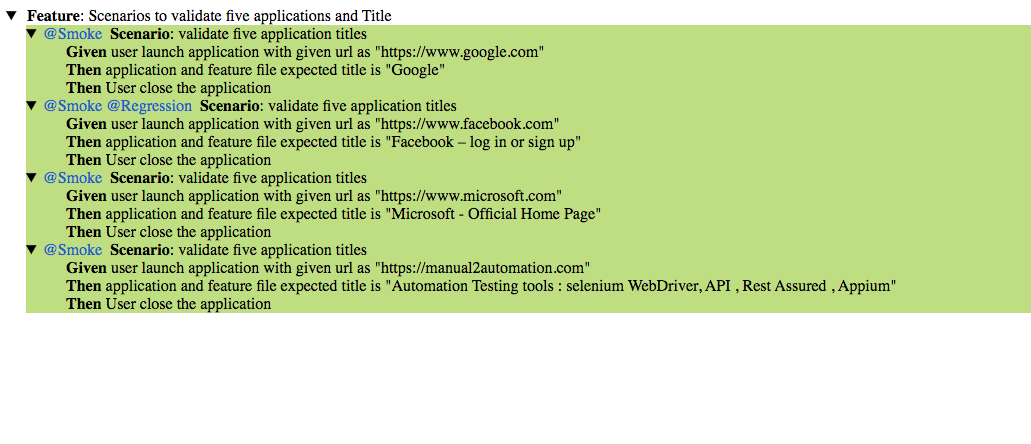 Feature: Scenarios to validate five applications and Title
@Smoke @Scenario: validate five application titles
Given user launch application with given url as "https://www.google.com"
Then application and feature file expected title is "Google"
Then User close the application
@Smoke @Regression Scenario: validate five application titles
Given user launch application with given url as "https://www.facebook.com"
Then application and feature file expected title is "Facebook – log in or sign up"
Then User close the application
@Smoke Scenario: validate five application titles
Given user launch application with given url as "https://www.microsoft.com"
Then application and feature file expected title is "Microsoft - Official Home Page"
Then User close the application
@Smoke Scenario: validate five application titles
Given user launch application with given url as "https://manual2automation.com"
Then application and feature file expected title is "Automation Testing tools : selenium WebDriver, API , Rest Assured , Appium"
Then User close the application